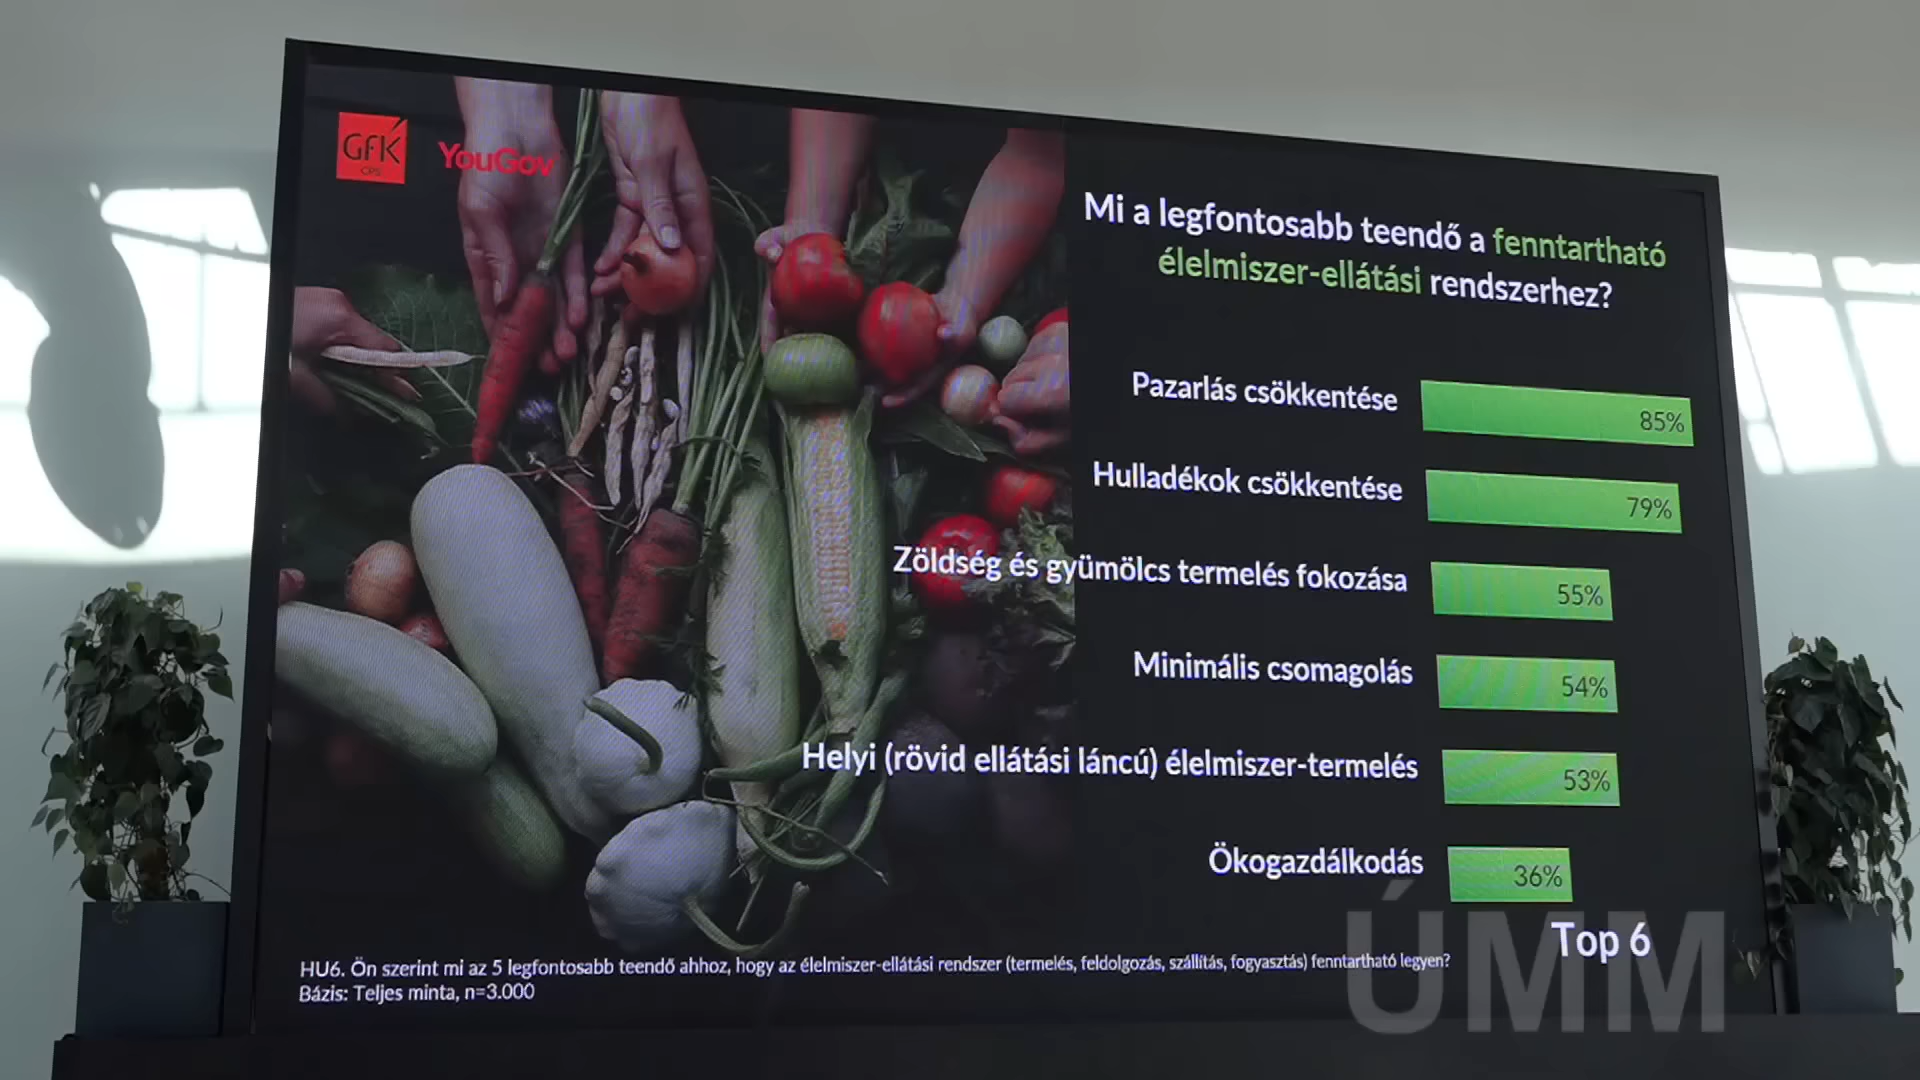 GFK
CPS
YouGov
Mi a legfontosabb teendő a fenntartható
élelmiszer-ellátási rendszerhez?
Pazarlás csökkentése 85%
Hulladékok csökkentése 79%
Zöldség és gyümölcs termelés fokozása 55%
Minimális csomagolás 54%
Helyi (rövid ellátási láncú) élelmiszer-termelés 53%
Ökogazdálkodás 36%
Top 6
HU6. Ön szerint mi az 5 legfontosabb teendő ahhoz, hogy az élelmiszer-ellátási rendszer (termelés, feldolgozás, szállítás, fogyasztás) fenntartható legyen?
Bázis: Teljes minta, n=3.000
ÚMM